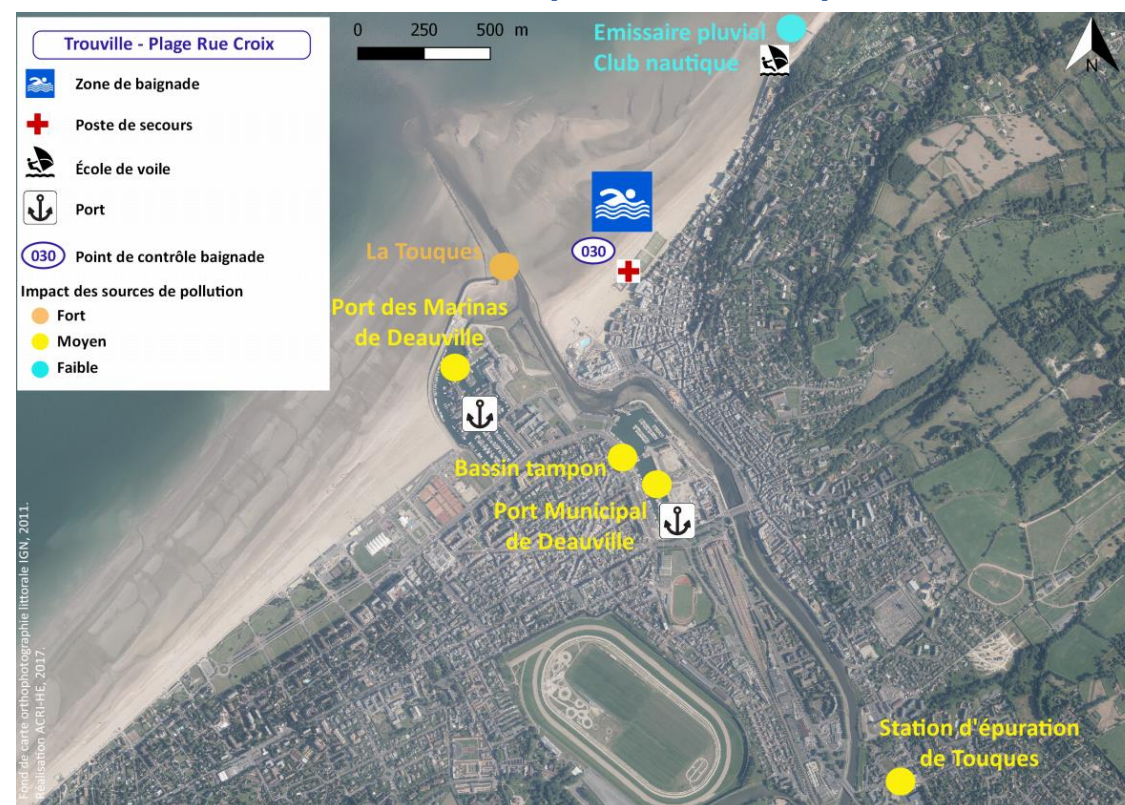 Trouville - Plage Rue Croix
Zone de baignade
Poste de secours
École de voile
Port
030 Point de contrôle baignade
Impact des sources de pollution
Fort
Moyen
Faible
0 250 500 m
Emissaire pluvial
Club nautique
N
030
La Touques
Port des Marinas
de Deauville
Bassin tampon
Port Municipal
de Deauville
Station d'épuration
de Touques
Fond de carte orthophotographie littorale IGN, 2011.
Réalisation ACRI-HE, 2017.